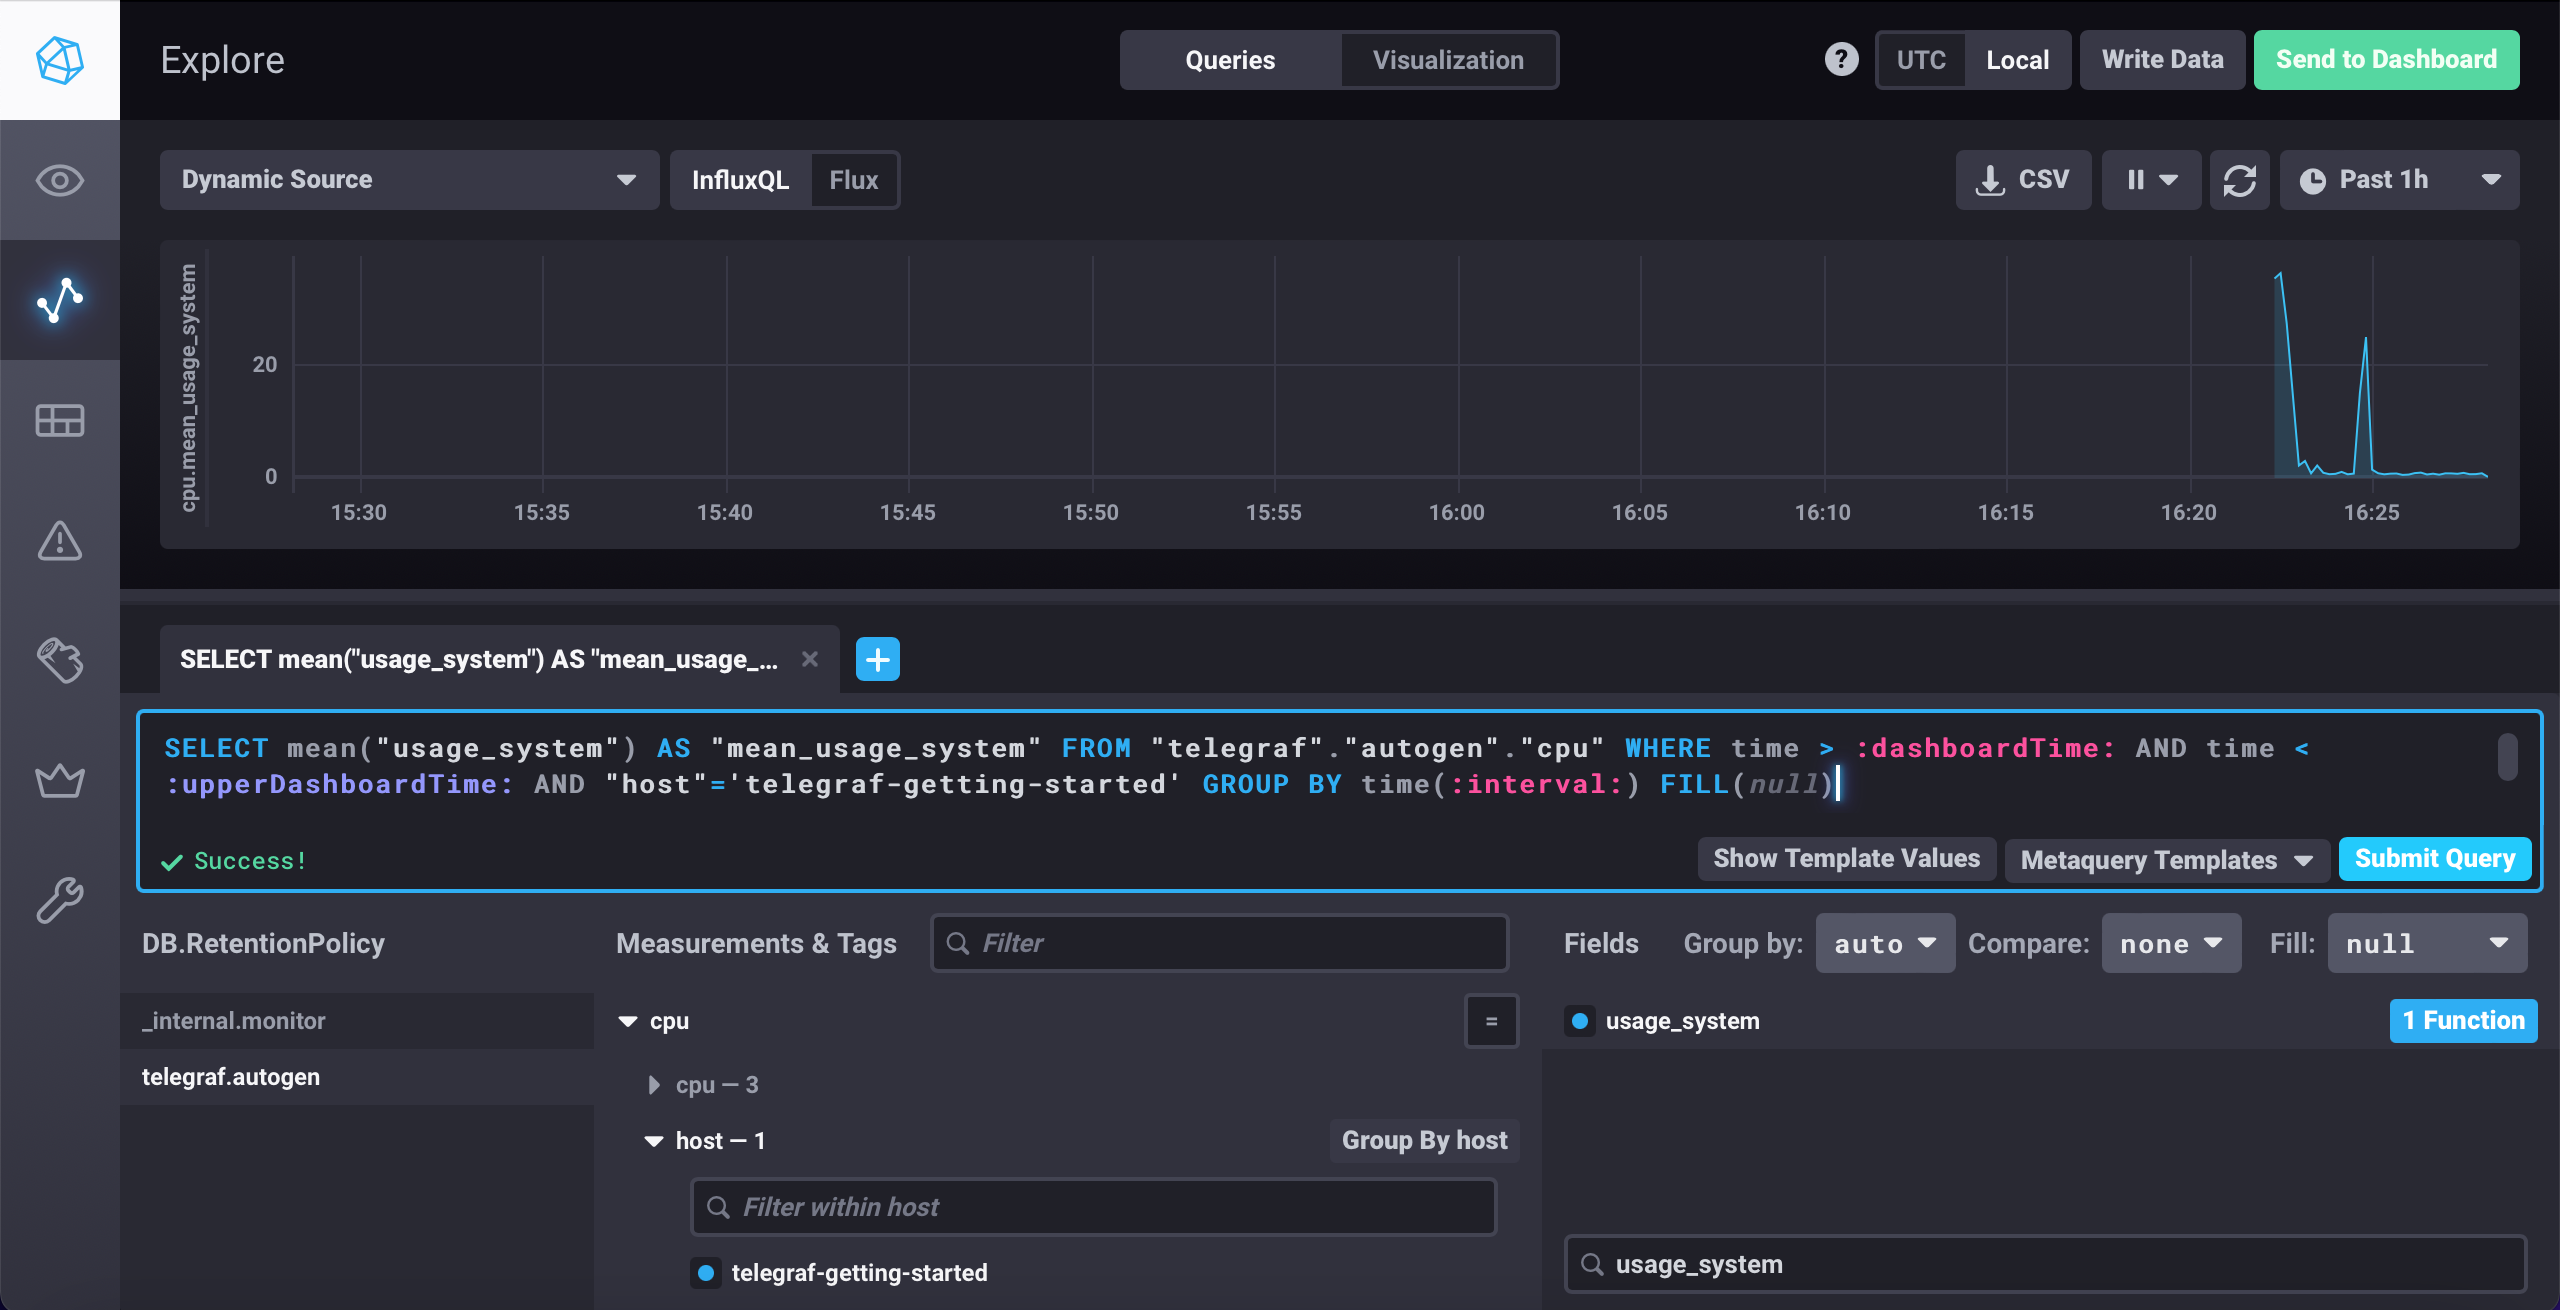 Explore
Queries
Visualization
?
UTC
Local
Write Data
Send to Dashboard
Dynamic Source
InfluxQL
Flux
CSV
Past 1h
cpu.mean_usage_system
20
0
15:30
15:35
15:40
15:45
15:50
15:55
16:00
16:05
16:10
16:15
16:20
16:25
SELECT mean("usage_system") AS "mean_usage_...
SELECT mean("usage_system") AS "mean_usage_system" FROM "telegraf"."autogen"."cpu" WHERE time > :dashboardTime: AND time <
:upperDashboardTime: AND "host"='telegraf-getting-started' GROUP BY time(:interval:) FILL(null)
Success!
Show Template Values
Metaquery Templates
Submit Query
DB.RetentionPolicy
Measurements & Tags
Filter
Fields
Group by:
auto
Compare:
none
Fill:
null
_internal.monitor
telegraf.autogen
cpu
=
cpu — 3
host — 1
Group By host
Filter within host
telegraf-getting-started
usage_system
1 Function
usage_system